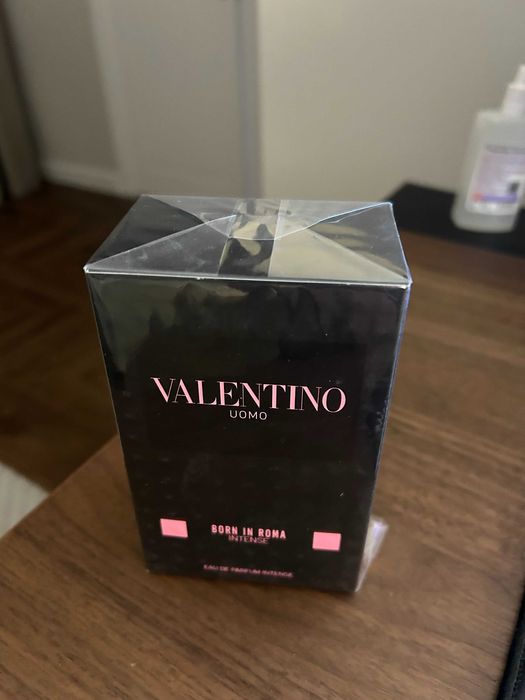 VALENTINO
UOMO
BORN IN ROMA
INTENSE
EAU DE PARFUM INTENSE